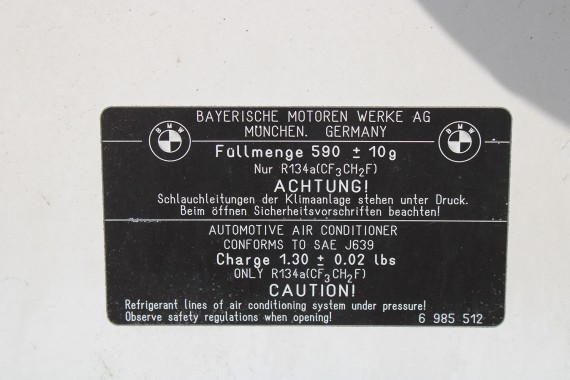 BAYERISCHE MOTOREN WERKE AG
MÜNCHEN. GERMANY
BMW
BMW
Füllmenge 590 ± 10g
Nur R134a(CF3CH2F)
ACHTUNG!
Schlauchleitungen der Klimaanlage stehen unter Druck.
Beim öffnen Sicherheitsvorschriften beachten!
AUTOMOTIVE AIR CONDITIONER
CONFORMS TO SAE J639
Charge 1.30 ± 0.02 lbs
ONLY R134a(CF3CH2F)
CAUTION!
Refrigerant lines of air conditioning system under pressure!
Observe safety regulations when opening!
6 985 512